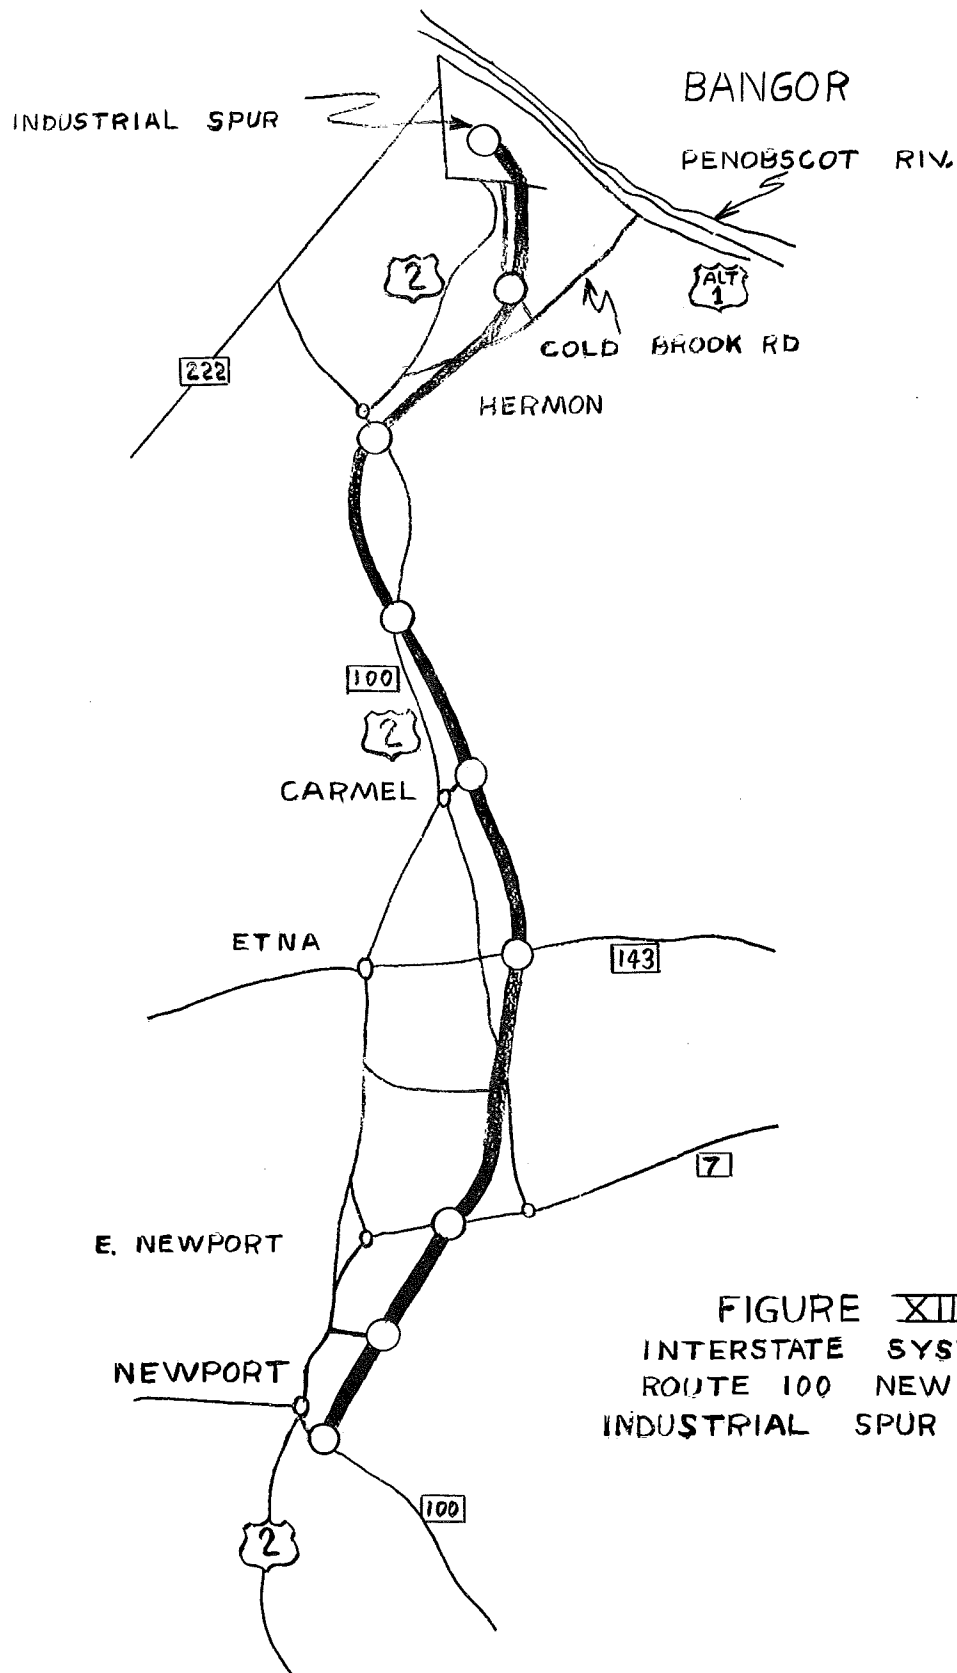 BANGOR
INDUSTRIAL SPUR
PENOBSCOT RIV.
2
ALT
1
COLD BROOK RD
222
HERMON
100
2
CARMEL
ETNA
143
7
E. NEWPORT
FIGURE XII
INTERSTATE SYS
NEWPORT
ROUTE 100 NEW
INDUSTRIAL SPUR
100
2